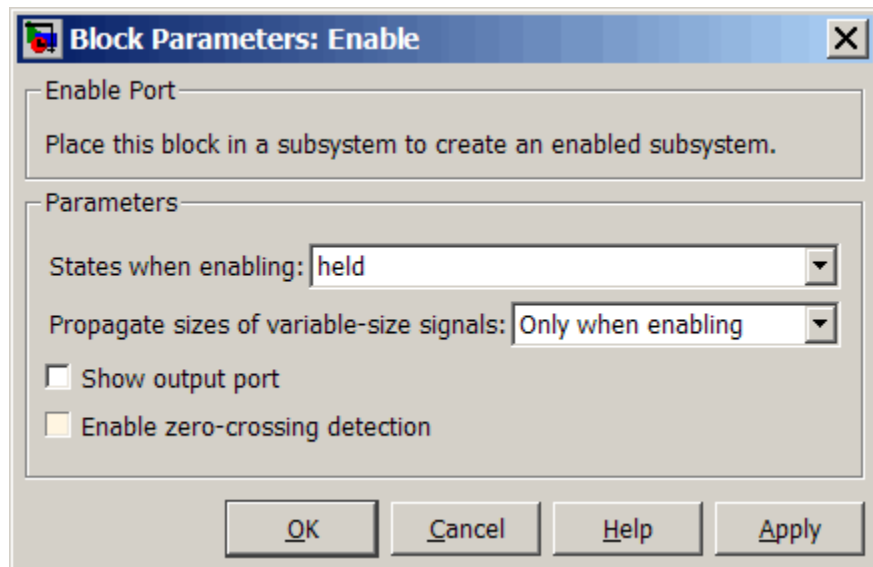 Block Parameters: Enable
Enable Port
Place this block in a subsystem to create an enabled subsystem.
Parameters
States when enabling: held
Propagate sizes of variable-size signals: Only when enabling
Show output port
Enable zero-crossing detection
OK Cancel Help Apply